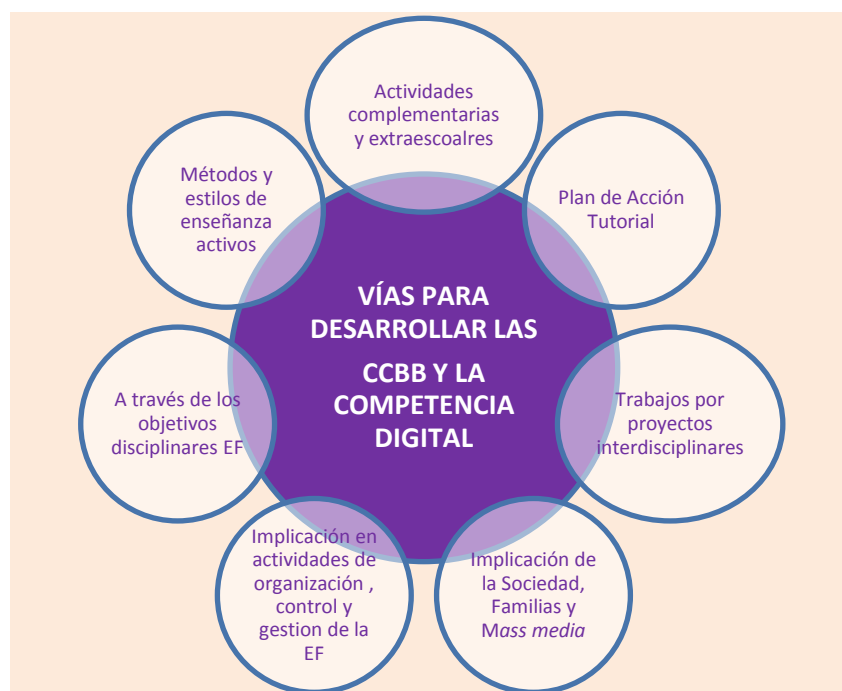 Actividades
complementarias
y extraescoalres
Plan de Acción
Tutorial
Trabajos por
proyectos
interdisciplinares
Implicación de
la Sociedad,
Familias y
Mass media
Implicación en
actividades de
organización ,
control y
gestion de la
EF
A través de los
objetivos
disciplinares EF
Métodos y
estilos de
enseñanza
activos
VÍAS PARA
DESARROLLAR LAS
CCBB Y LA
COMPETENCIA
DIGITAL